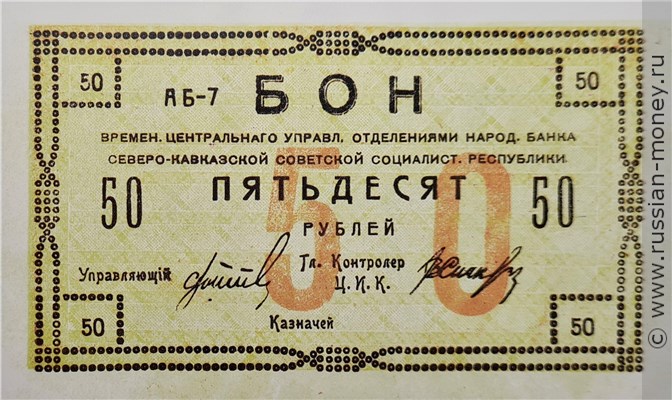 50 50
АБ-7 БОН
ВРЕМЕН. ЦЕНТРАЛЬНАГО УПРАВЛ. ОТДЕЛЕНИЯМИ НАРОД. БАНКА
СЕВЕРО-КАВКАЗСКОЙ СОВЕТСКОЙ СОЦИАЛИСТ. РЕСПУБЛИКИ.
50 ПЯТЬДЕСЯТ 50
50
РУБЛЕЙ
Управляющій Гл. Контролер
Ц.И.К.
Казначей
50 50
© www.russian-money.ru